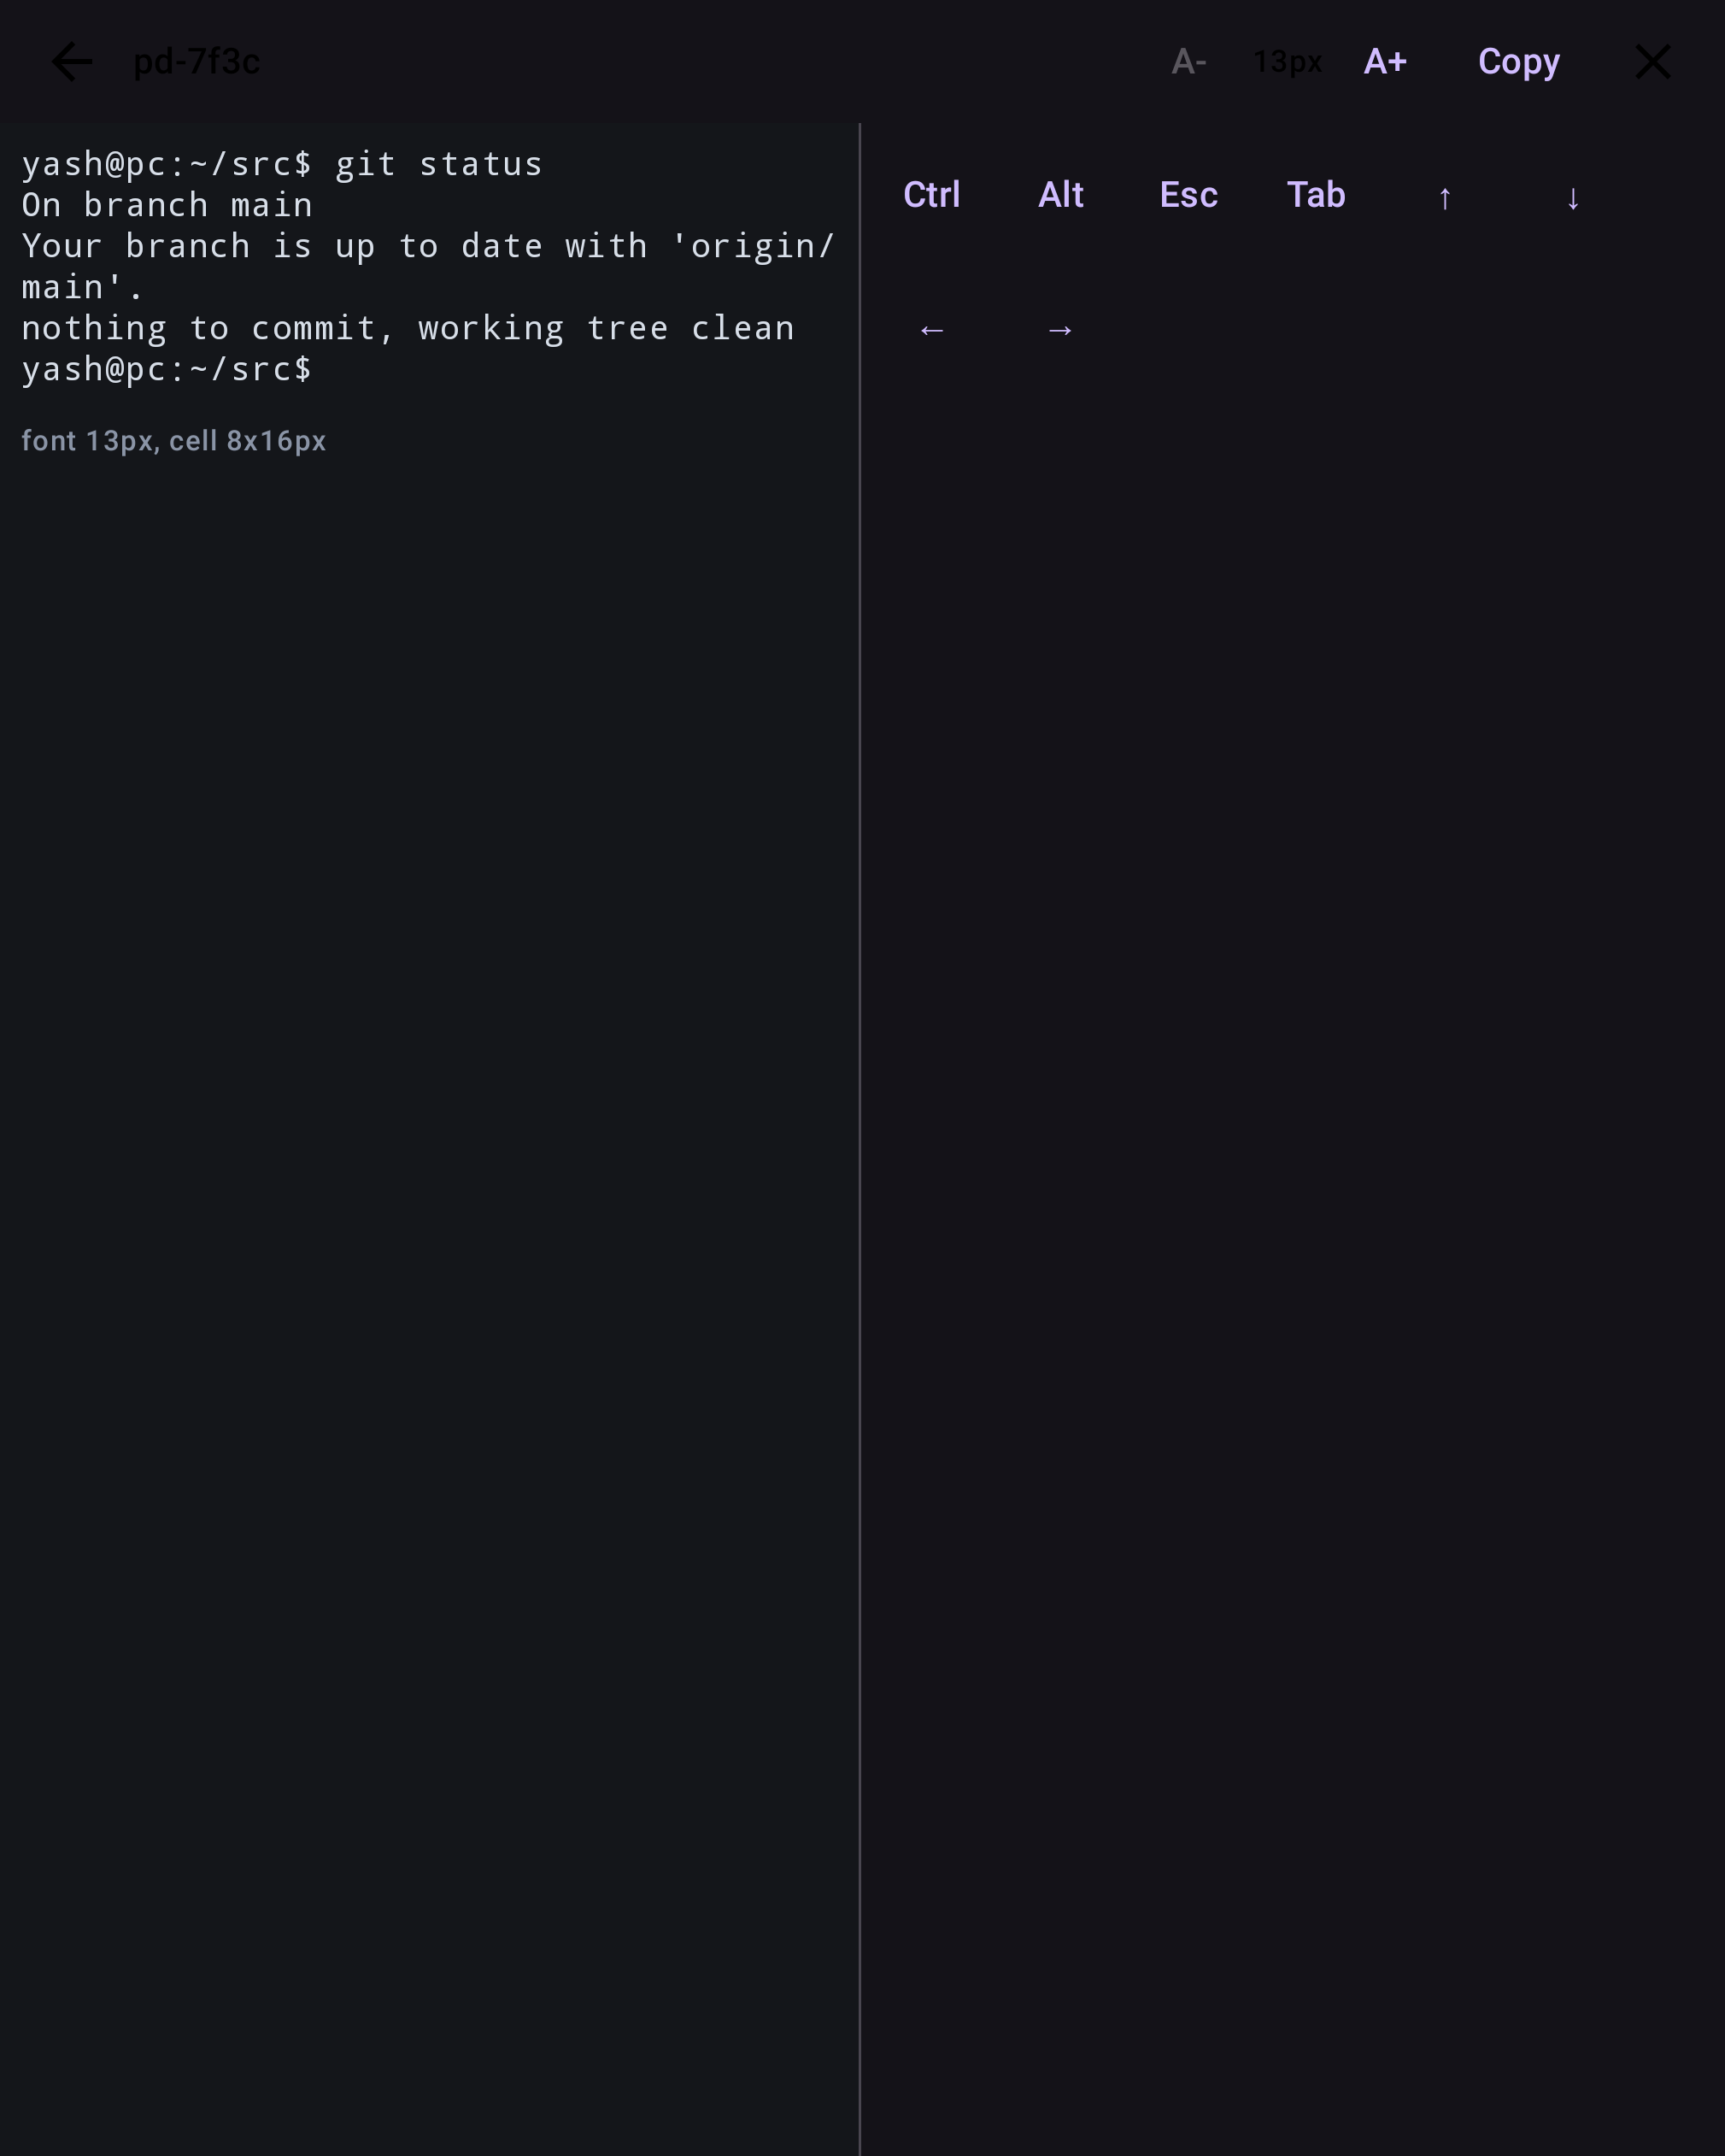 pd-7f3c A- 13px A+ Copy
yash@pc:~/src$ git status
On branch main
Your branch is up to date with 'origin/
main'.
nothing to commit, working tree clean
yash@pc:~/src$
font 13px, cell 8x16px
Ctrl Alt Esc Tab ↑ ↓
← →